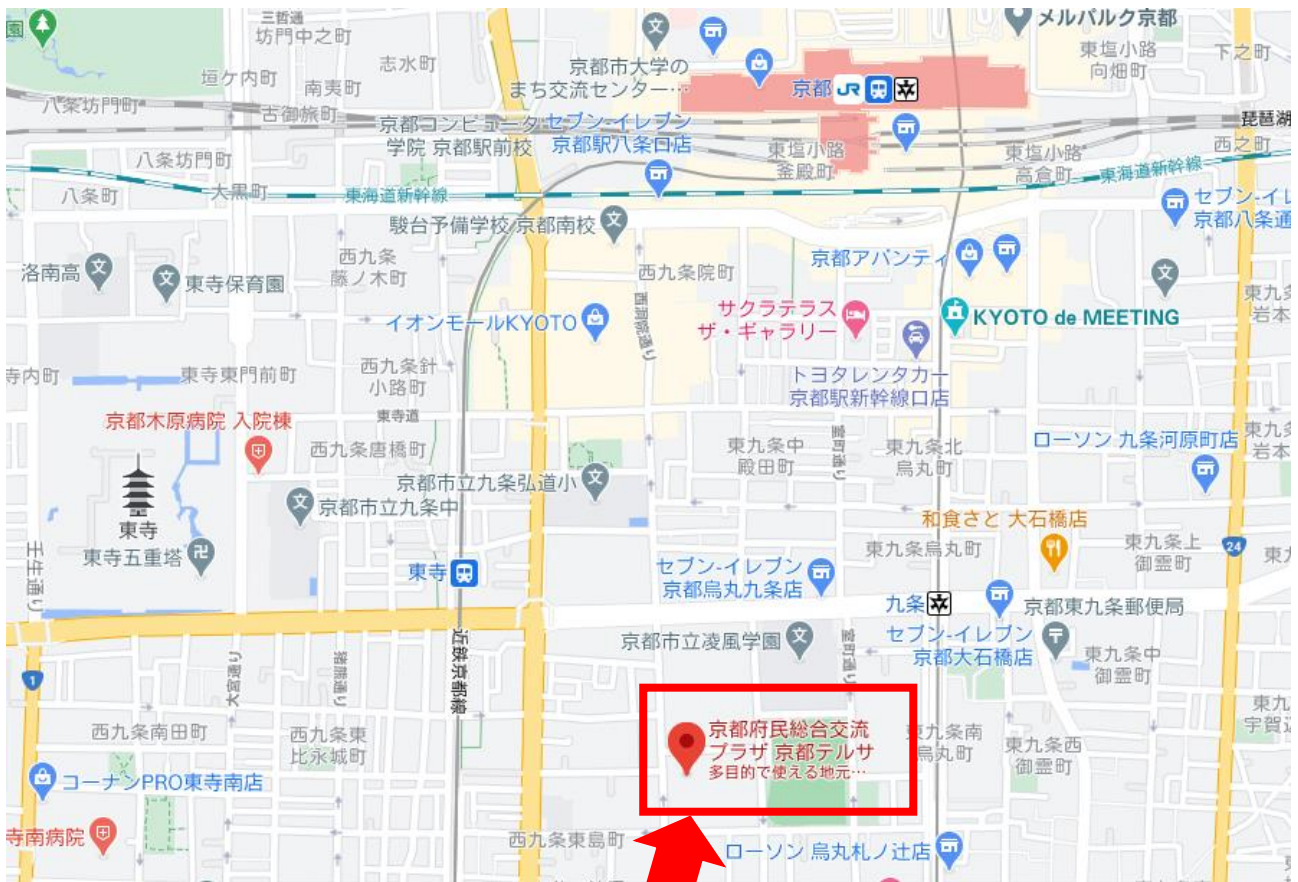 三哲通
坊門中之町
メルパルク京都
東塩小路
向畑町
下之町
園
志水町
垣ケ内町
南夷町
京都市大学の
まち交流センター…
京都
JR
八条坊門町
古御旅町
京都コンピュータ
学院 京都駅前校
セブン-イレブン
京都駅八条口店
東塩小路
釜殿町
東塩小路
高倉町
琵琶湖
西之町
八条坊門町
八条町
大黒町
東海道新幹線
東海道新幹線
セブン-イレ
京都八条通
駿台予備学校 京都南校
西九条
藤ノ木町
洛南高
東寺保育園
西九条院町
京都アバンティ
西洞院通り
イオンモールKYOTO
サクラテラス
ザ・ギャラリー
KYOTO de MEETING
東九条
岩本
寺内町
東寺東門前町
西九条針
小路町
トヨタレンタカー
京都駅新幹線口店
東寺道
京都木原病院 入院棟
西九条唐橋町
東九条中
殿田町
室町通り
東九条北
烏丸町
ローソン 九条河原町店
東九条
岩本
京都市立九条弘道小
京都市立九条中
東寺
東寺五重塔
和食さと 大石橋店
東九条烏丸町
東九条上
御霊町
24
壬生通り
東寺
セブン-イレブン
京都烏丸九条店
九条
京都東九条郵便局
京都市立凌風学園
セブン-イレブン
京都大石橋店
東九条中
御霊町
1
大宮通り
猪熊通り
近鉄京都線
室町通り
西九条南田町
西九条東
比永城町
京都府民総合交流
プラザ 京都テルサ
多目的で使える地元…
東九条南
烏丸町
東九条西
御霊町
東九
宇賀辺
コーナンPRO東寺南店
寺南病院
西九条東島町
ローソン 烏丸札ノ辻店